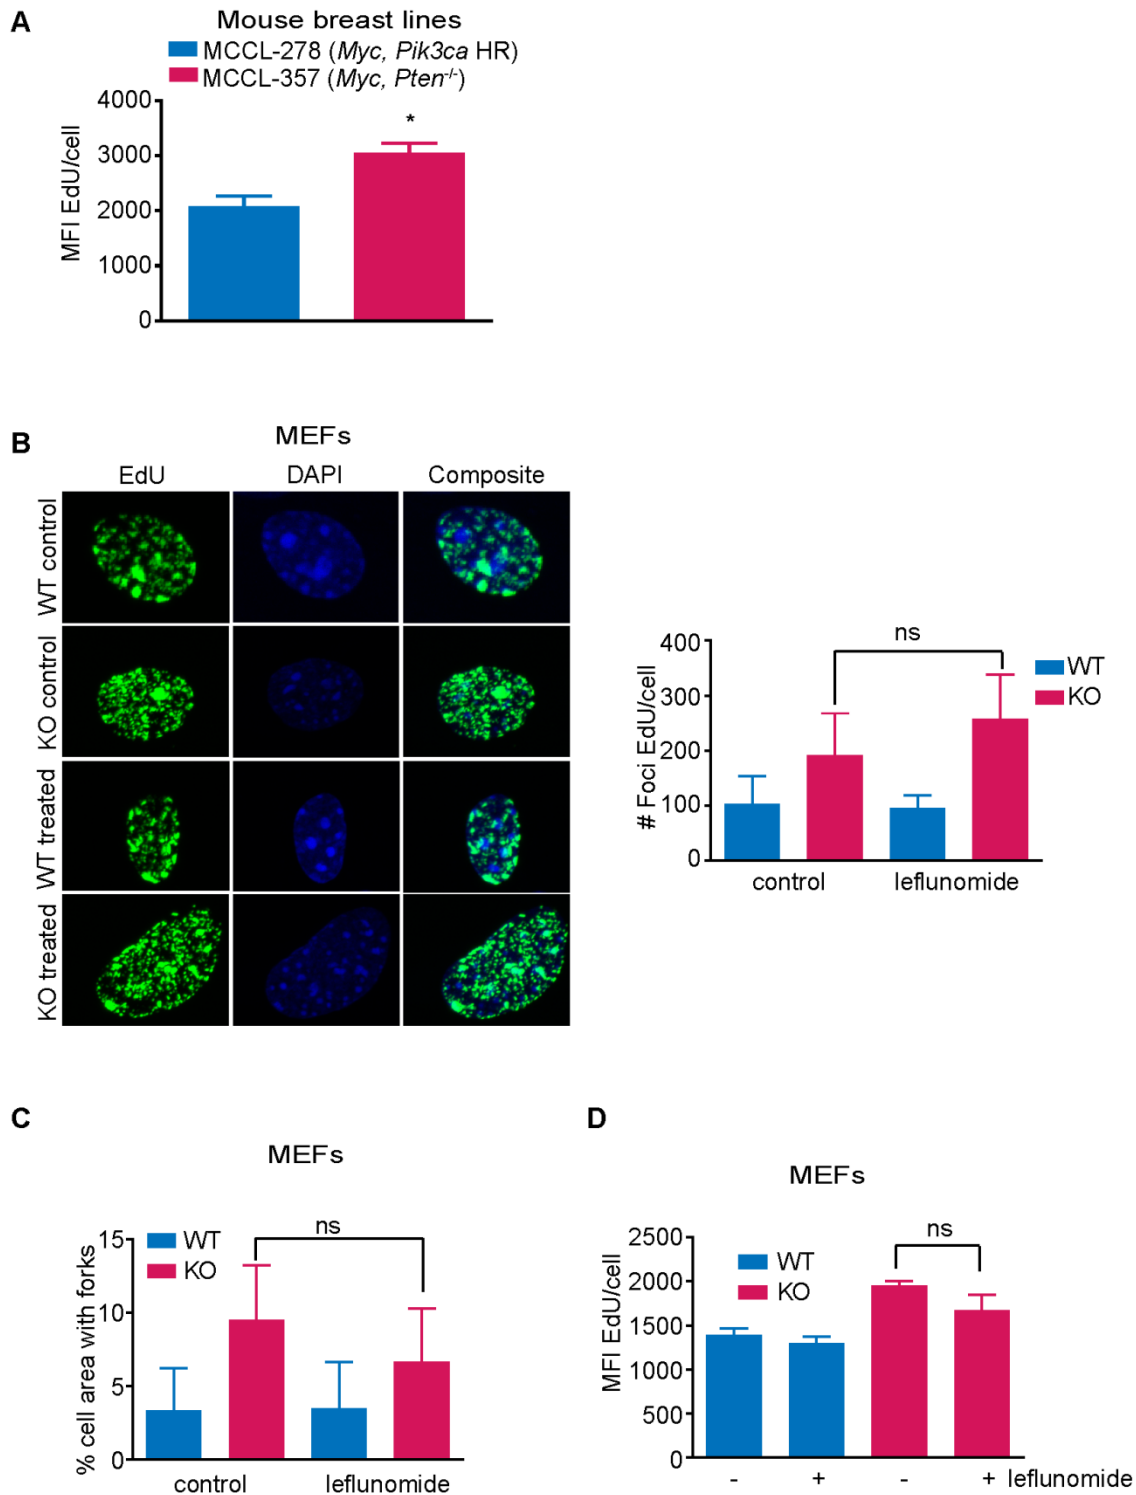 A
Mouse breast lines
MCCL-278 (Myc, Pik3ca HR)
MCCL-357 (Myc, Pten-/-)
MFI EdU/cell
4000
3000
2000
1000
0
*
B
MEFs
EdU DAPI Composite
WT control
KO control
WT treated
KO treated
# Foci EdU/cell
400
300
200
100
0
ns
WT
KO
control leflunomide
C
MEFs
% cell area with forks
15
10
5
0
WT
KO
ns
control leflunomide
D
MEFs
MFI EdU/cell
2500
2000
1500
1000
500
0
WT
KO
ns
- + - + leflunomide